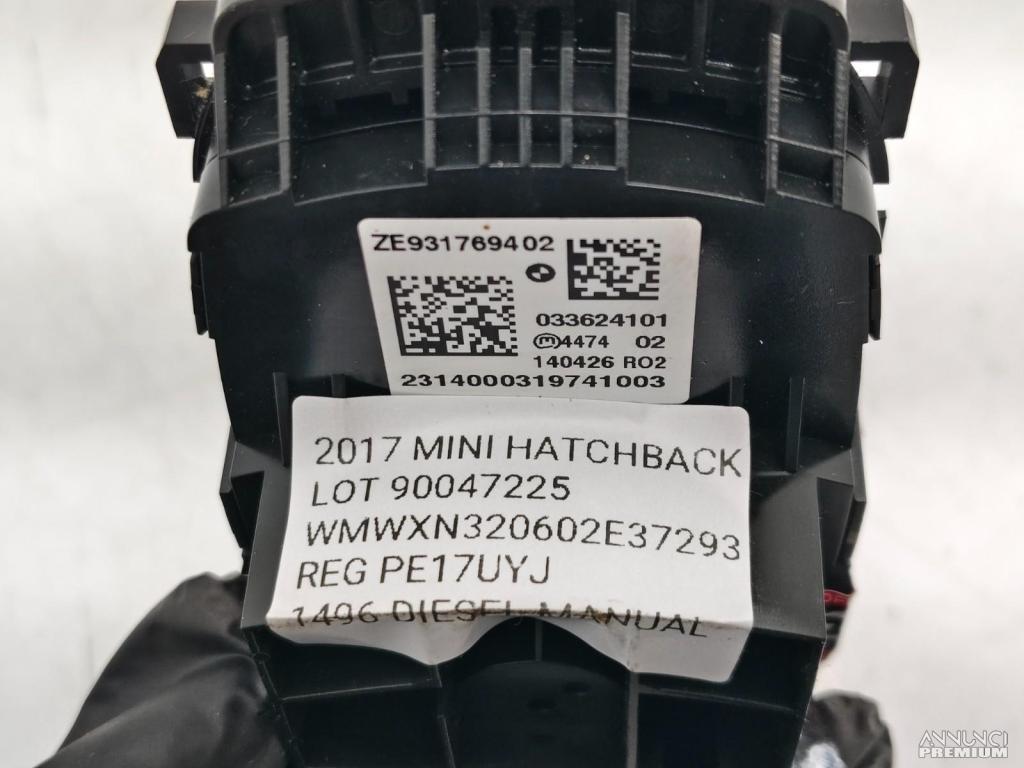 ZE931769402
033624101
M 4474 02
140426 R02
2314000319741003
2017 MINI HATCHBACK
LOT 90047225
WMWXN320602E37293
REG PE17UYJ
1496 DIESEL MANUAL
ANNUNCI
PREMIUM